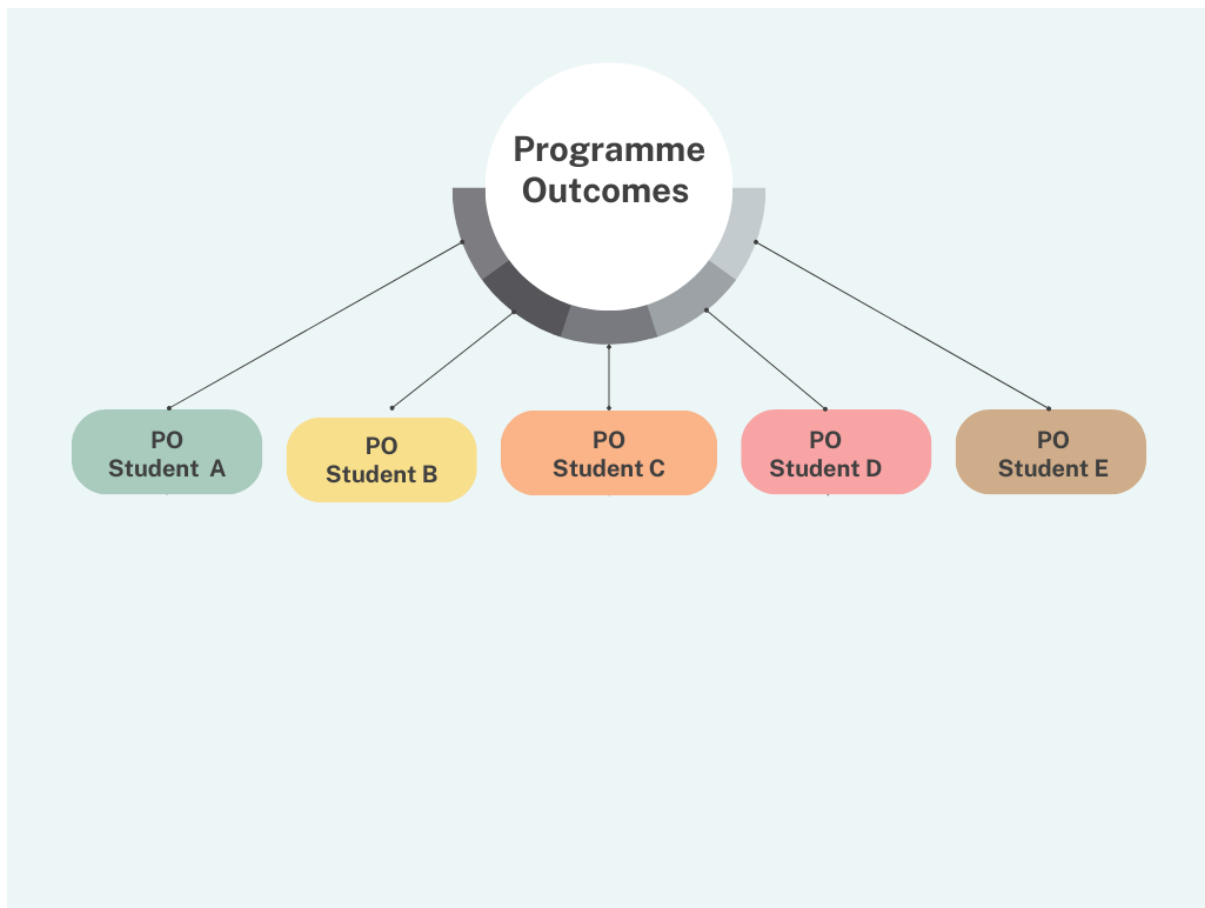 Programme
Outcomes
PO
Student A
PO
Student B
PO
Student C
PO
Student D
PO
Student E